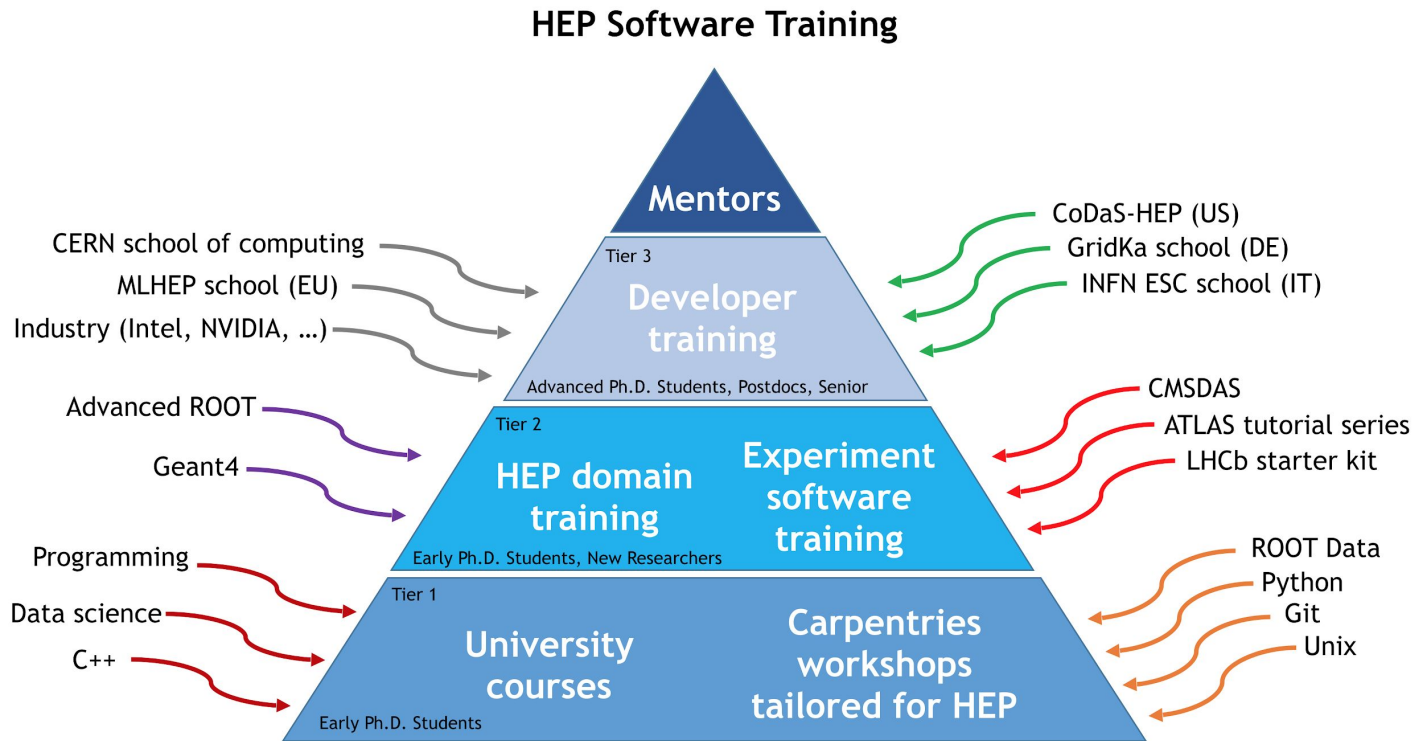 HEP Software Training
Mentors
CERN school of computing
MLHEP school (EU)
Industry (Intel, NVIDIA, ...)
Tier 3
Developer
training
Advanced Ph.D. Students, Postdocs, Senior
CoDaS-HEP (US)
GridKa school (DE)
INFN ESC school (IT)
Advanced ROOT
Geant4
Tier 2
HEP domain
training
Experiment
software
training
Early Ph.D. Students, New Researchers
CMSDAS
ATLAS tutorial series
LHCb starter kit
Programming
Data science
C++
Tier 1
University
courses
Carpentries
workshops
tailored for HEP
Early Ph.D. Students
ROOT Data
Python
Git
Unix